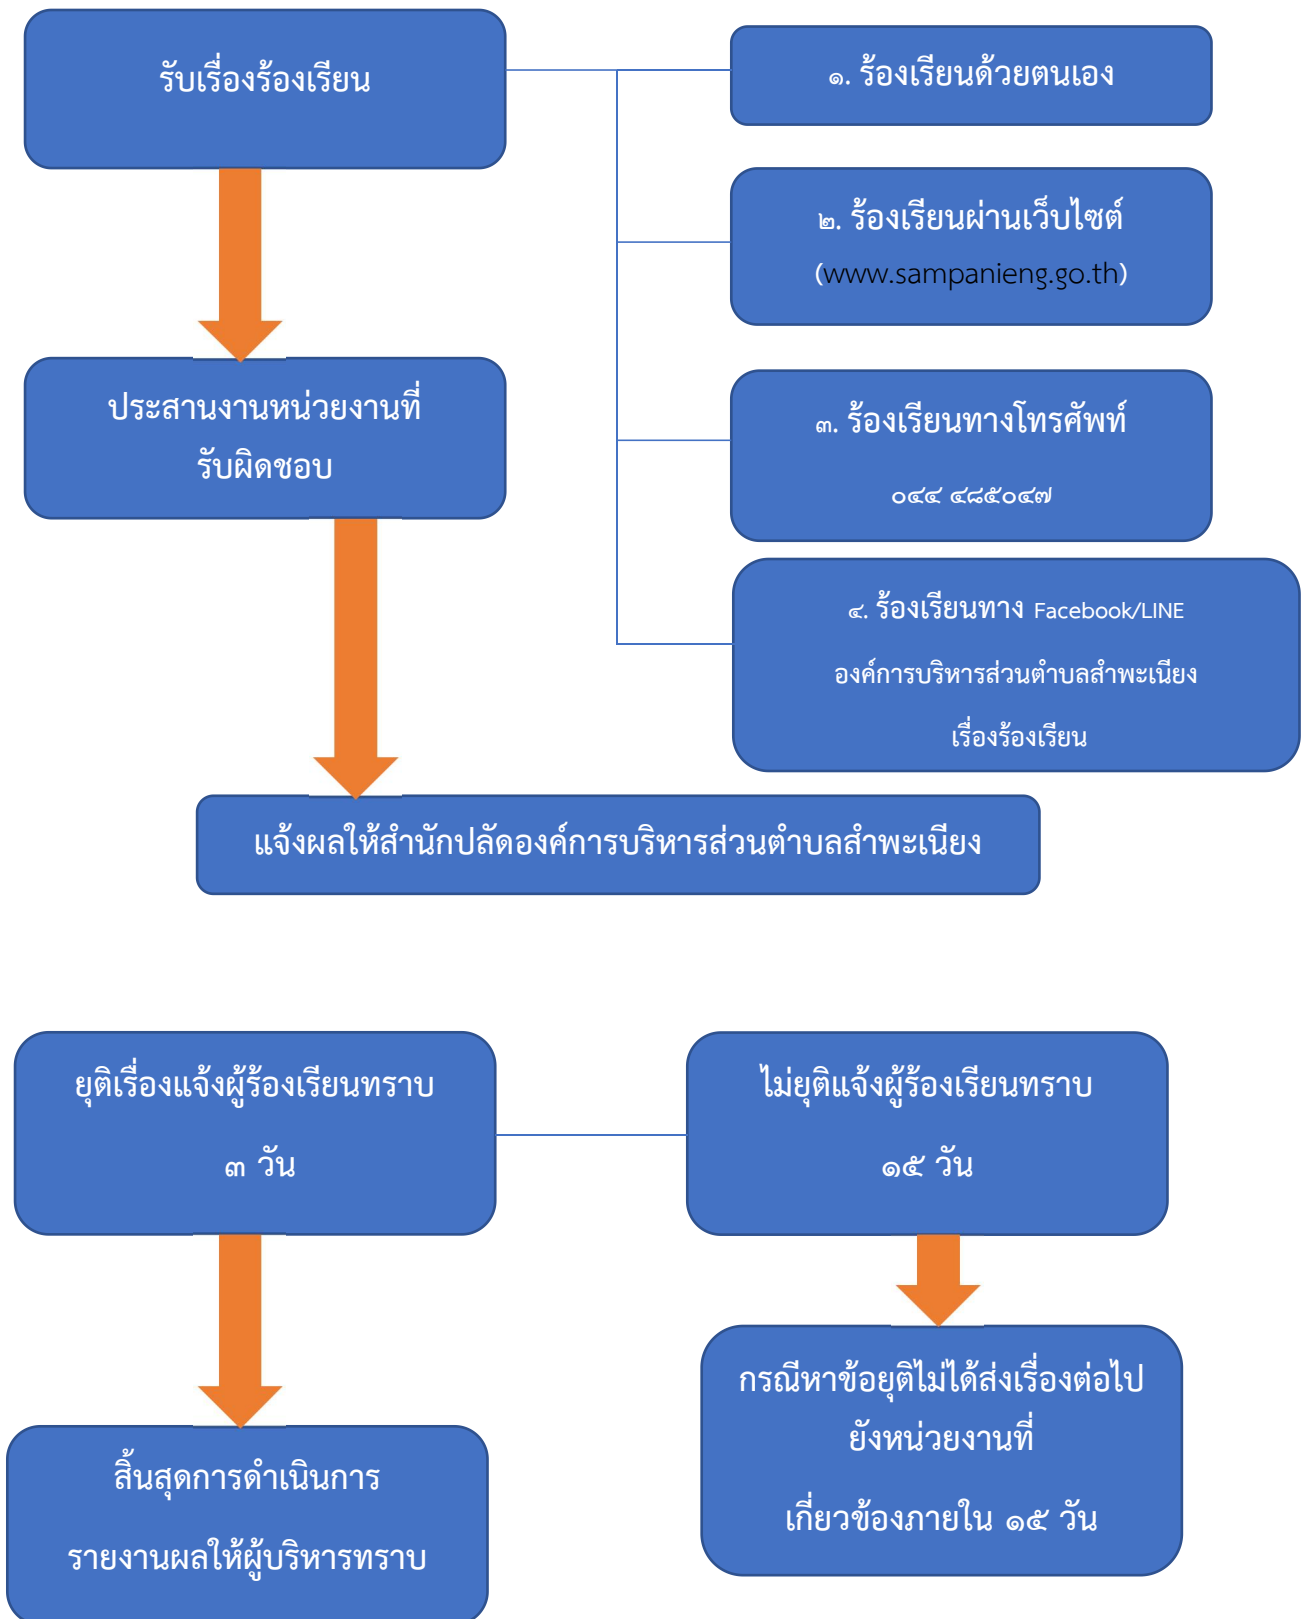 รับเรื่องร้องเรียน
๑. ร้องเรียนด้วยตนเอง
๒. ร้องเรียนผ่านเว็บไซต์
(www.sampanieng.go.th)
ประสานงานหน่วยงานที่
รับผิดชอบ
๓. ร้องเรียนทางโทรศัพท์
๐๔๔ ๔๘๕๐๔๗
๔. ร้องเรียนทาง Facebook/LINE
องค์การบริหารส่วนตำบลสำพะเนียง
เรื่องร้องเรียน
แจ้งผลให้สำนักปลัดองค์การบริหารส่วนตำบลสำพะเนียง
ยุติเรื่องแจ้งผู้ร้องเรียนทราบ
๓ วัน
ไม่ยุติแจ้งผู้ร้องเรียนทราบ
๑๕ วัน
สิ้นสุดการดำเนินการ
รายงานผลให้ผู้บริหารทราบ
กรณีหาข้อยุติไม่ได้ส่งเรื่องต่อไป
ยังหน่วยงานที่
เกี่ยวข้องภายใน ๑๕ วัน